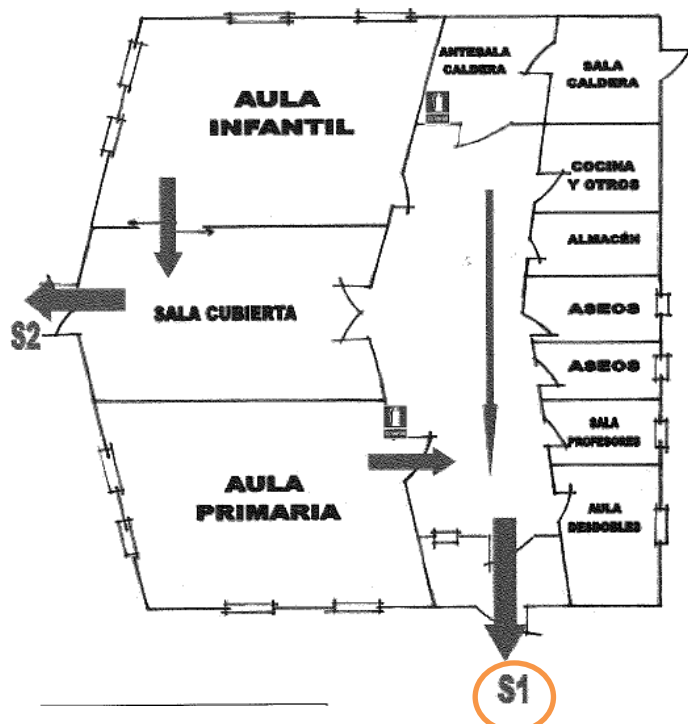 ANTESALA
CALDERA
SALA
CALDERA
AULA
INFANTIL
COCINA
Y OTROS
ALMACÉN
SALA CUBIERTA
ASEOS
S2
ASEOS
SALA
PROFESORES
AULA
PRIMARIA
AULA
DESDOBLES
S1